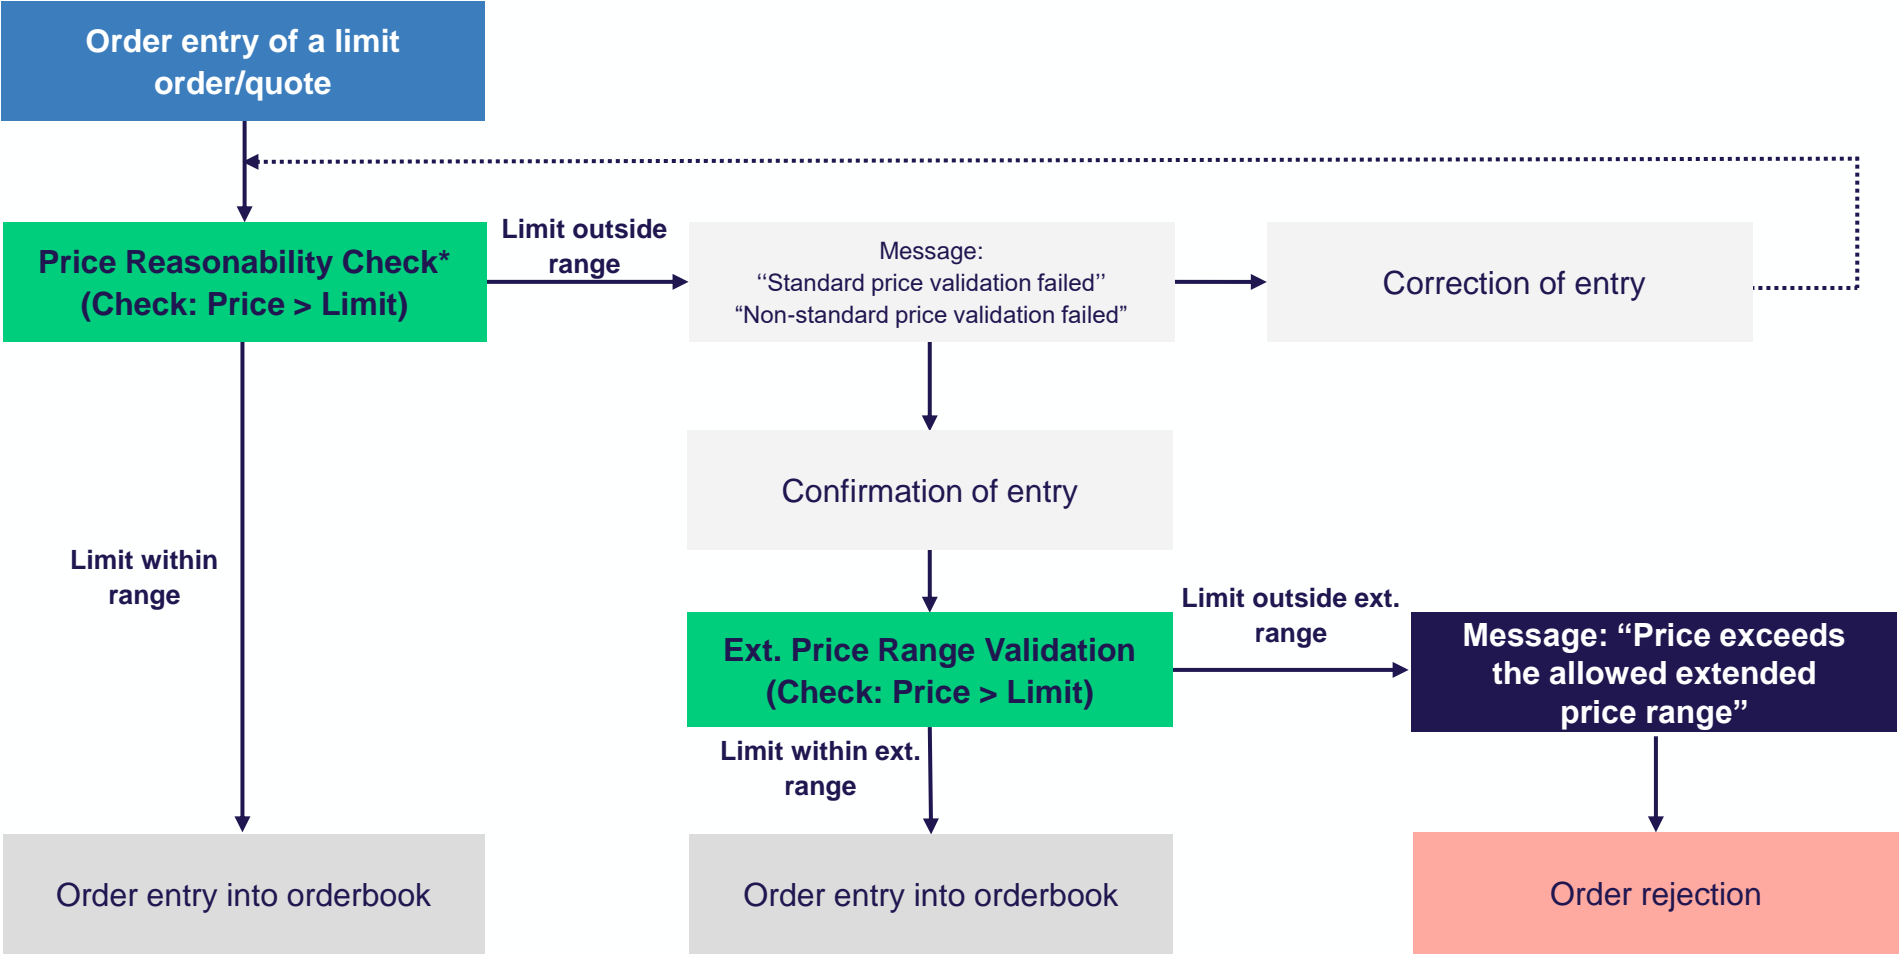 Order entry of a limit
order/quote
Limit outside
range
Price Reasonability Check*
(Check: Price > Limit)
Message:
‘‘Standard price validation failed’’
“Non-standard price validation failed”
Correction of entry
Confirmation of entry
Limit within
range
Limit outside ext.
range
Ext. Price Range Validation
(Check: Price > Limit)
Message: “Price exceeds
the allowed extended
price range”
Limit within ext.
range
Order entry into orderbook
Order entry into orderbook
Order rejection